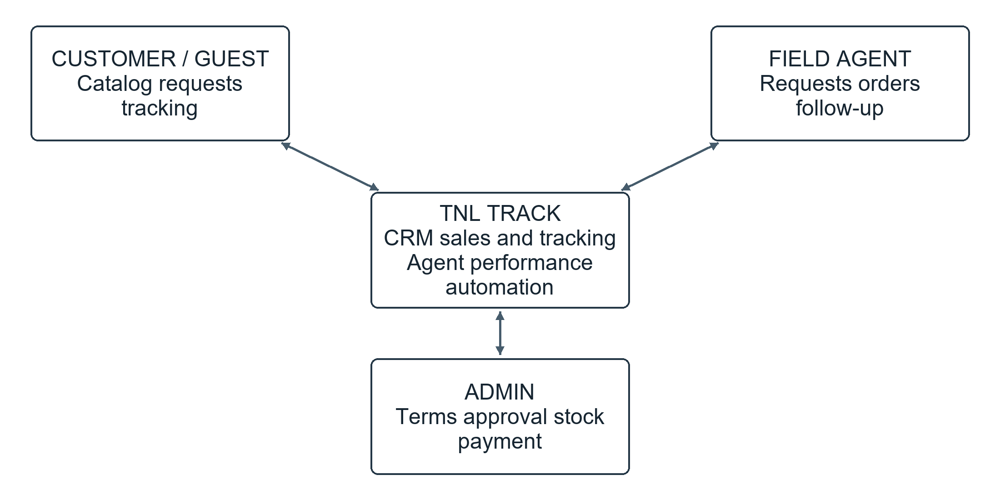 CUSTOMER / GUEST
Catalog requests
tracking
FIELD AGENT
Requests orders
follow-up
TNL TRACK
CRM sales and tracking
Agent performance
automation
ADMIN
Terms approval stock
payment